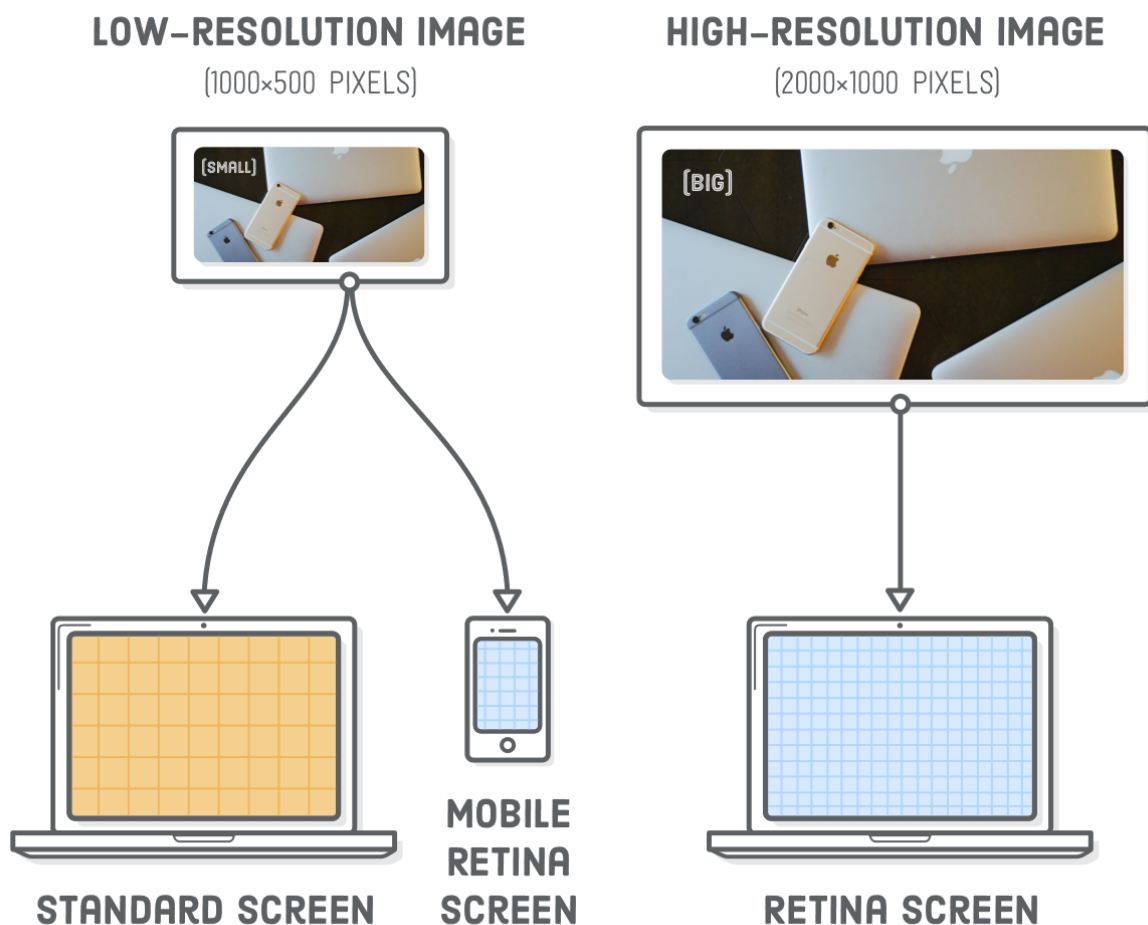 LOW-RESOLUTION IMAGE
(1000×500 PIXELS)
(SMALL)
HIGH-RESOLUTION IMAGE
(2000×1000 PIXELS)
(BIG)
STANDARD SCREEN
MOBILE
RETINA
SCREEN
RETINA SCREEN